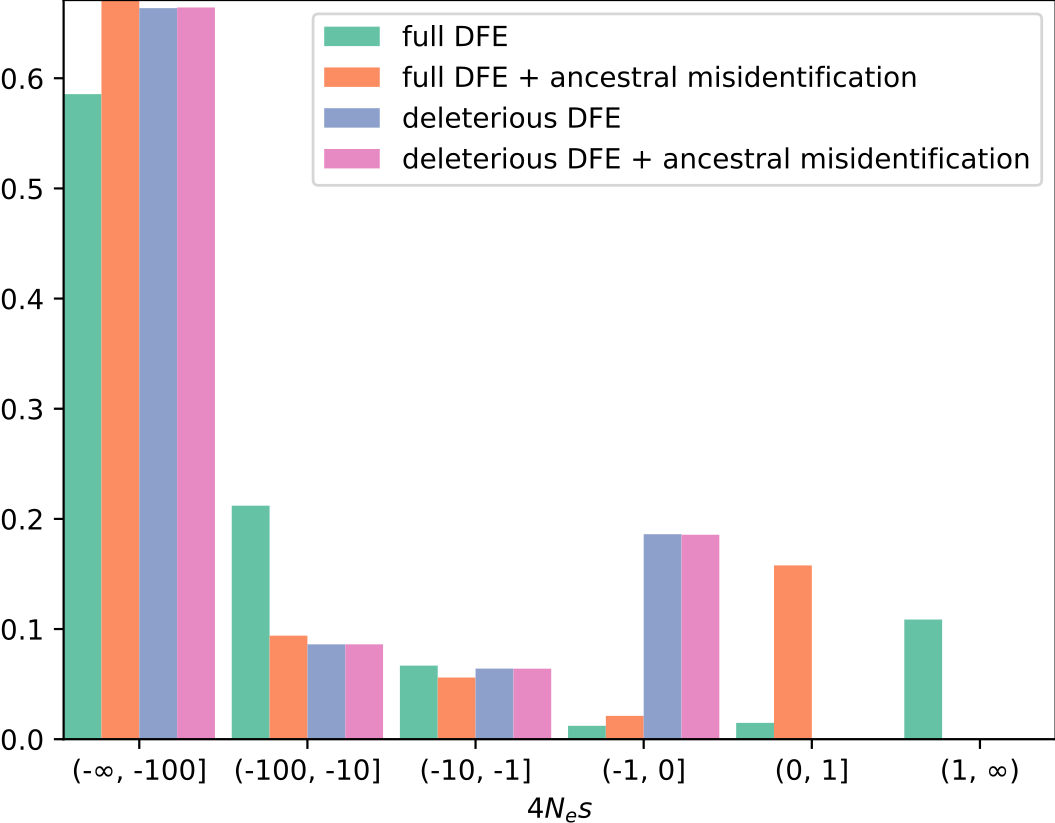 full DFE
full DFE + ancestral misidentification
deleterious DFE
deleterious DFE + ancestral misidentification
0.6
0.5
0.4
0.3
0.2
0.1
0.0
(-∞, -100] (-100, -10] (-10, -1] (-1, 0] (0, 1] (1, ∞)
4Nₑs